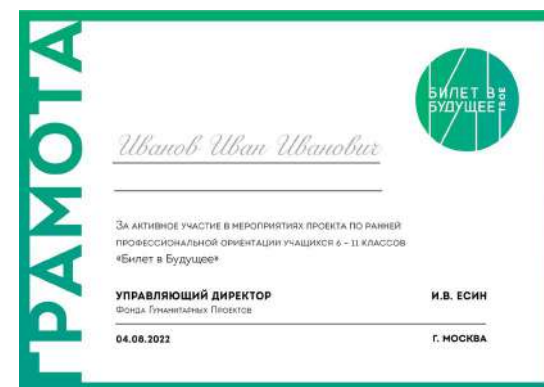 ГРАМОТА
БИЛЕТ В
БУДУЩЕЕ
ТВОЕ
Иванов Иван Иванович
За активное участие в мероприятиях проекта по ранней
профессиональной ориентации учащихся 6 – 11 классов
«Билет в Будущее»
УПРАВЛЯЮЩИЙ ДИРЕКТОР И.В. ЕСИН
Фонда Гуманитарных Проектов
04.08.2022 Г. МОСКВА